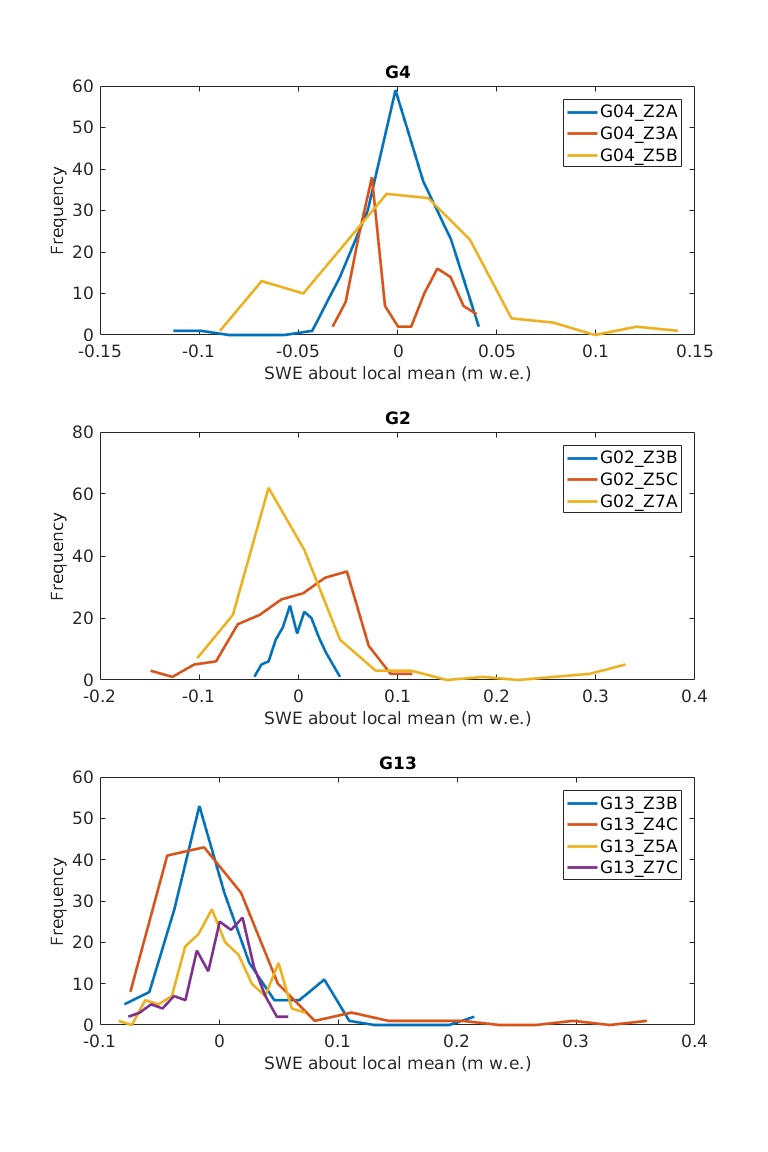 G4
60
50
40
30
20
10
0
Frequency
G04_Z2A
G04_Z3A
G04_Z5B
-0.15 -0.1 -0.05 0 0.05 0.1 0.15
SWE about local mean (m w.e.)
G2
80
60
40
20
0
Frequency
G02_Z3B
G02_Z5C
G02_Z7A
-0.2 -0.1 0 0.1 0.2 0.3 0.4
SWE about local mean (m w.e.)
G13
60
50
40
30
20
10
0
Frequency
G13_Z3B
G13_Z4C
G13_Z5A
G13_Z7C
-0.1 0 0.1 0.2 0.3 0.4
SWE about local mean (m w.e.)